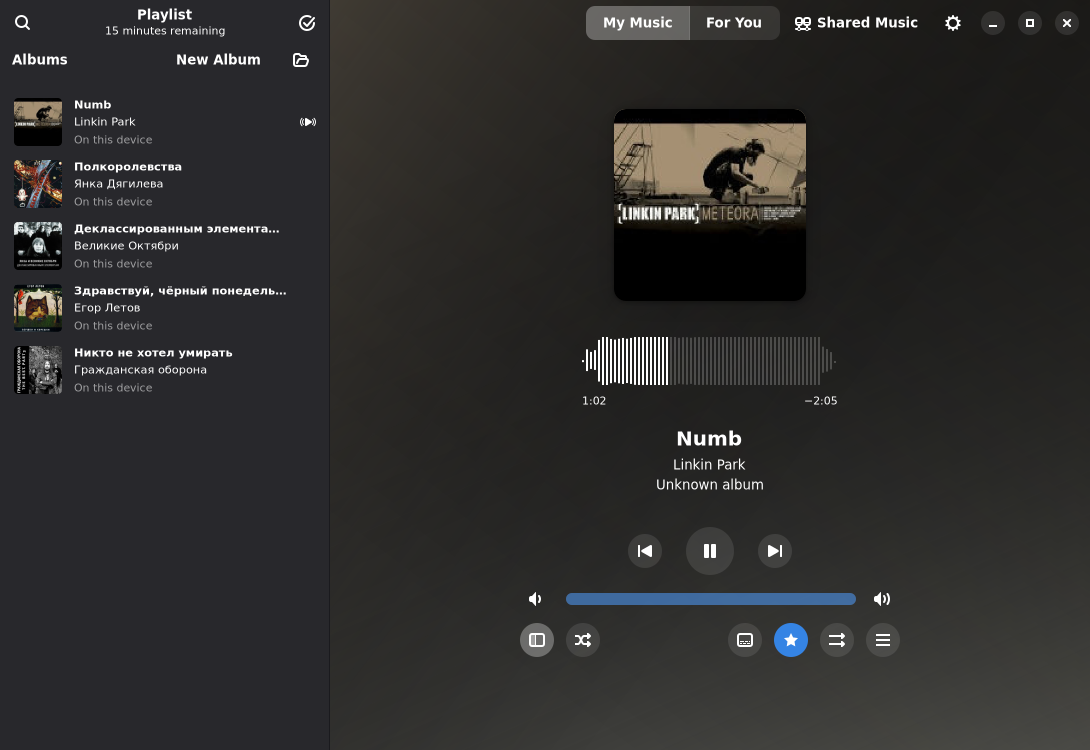 Playlist
15 minutes remaining
My Music
For You
Shared Music
Albums
New Album
Numb
Linkin Park
On this device
Полкоролевства
Янка Дягилева
On this device
Деклассированным элемента…
Великие Октябри
On this device
Здравствуй, чёрный понедель…
Егор Летов
On this device
Никто не хотел умирать
Гражданская оборона
On this device
[LINKIN PARK] METEORA
1:02
−2:05
Numb
Linkin Park
Unknown album